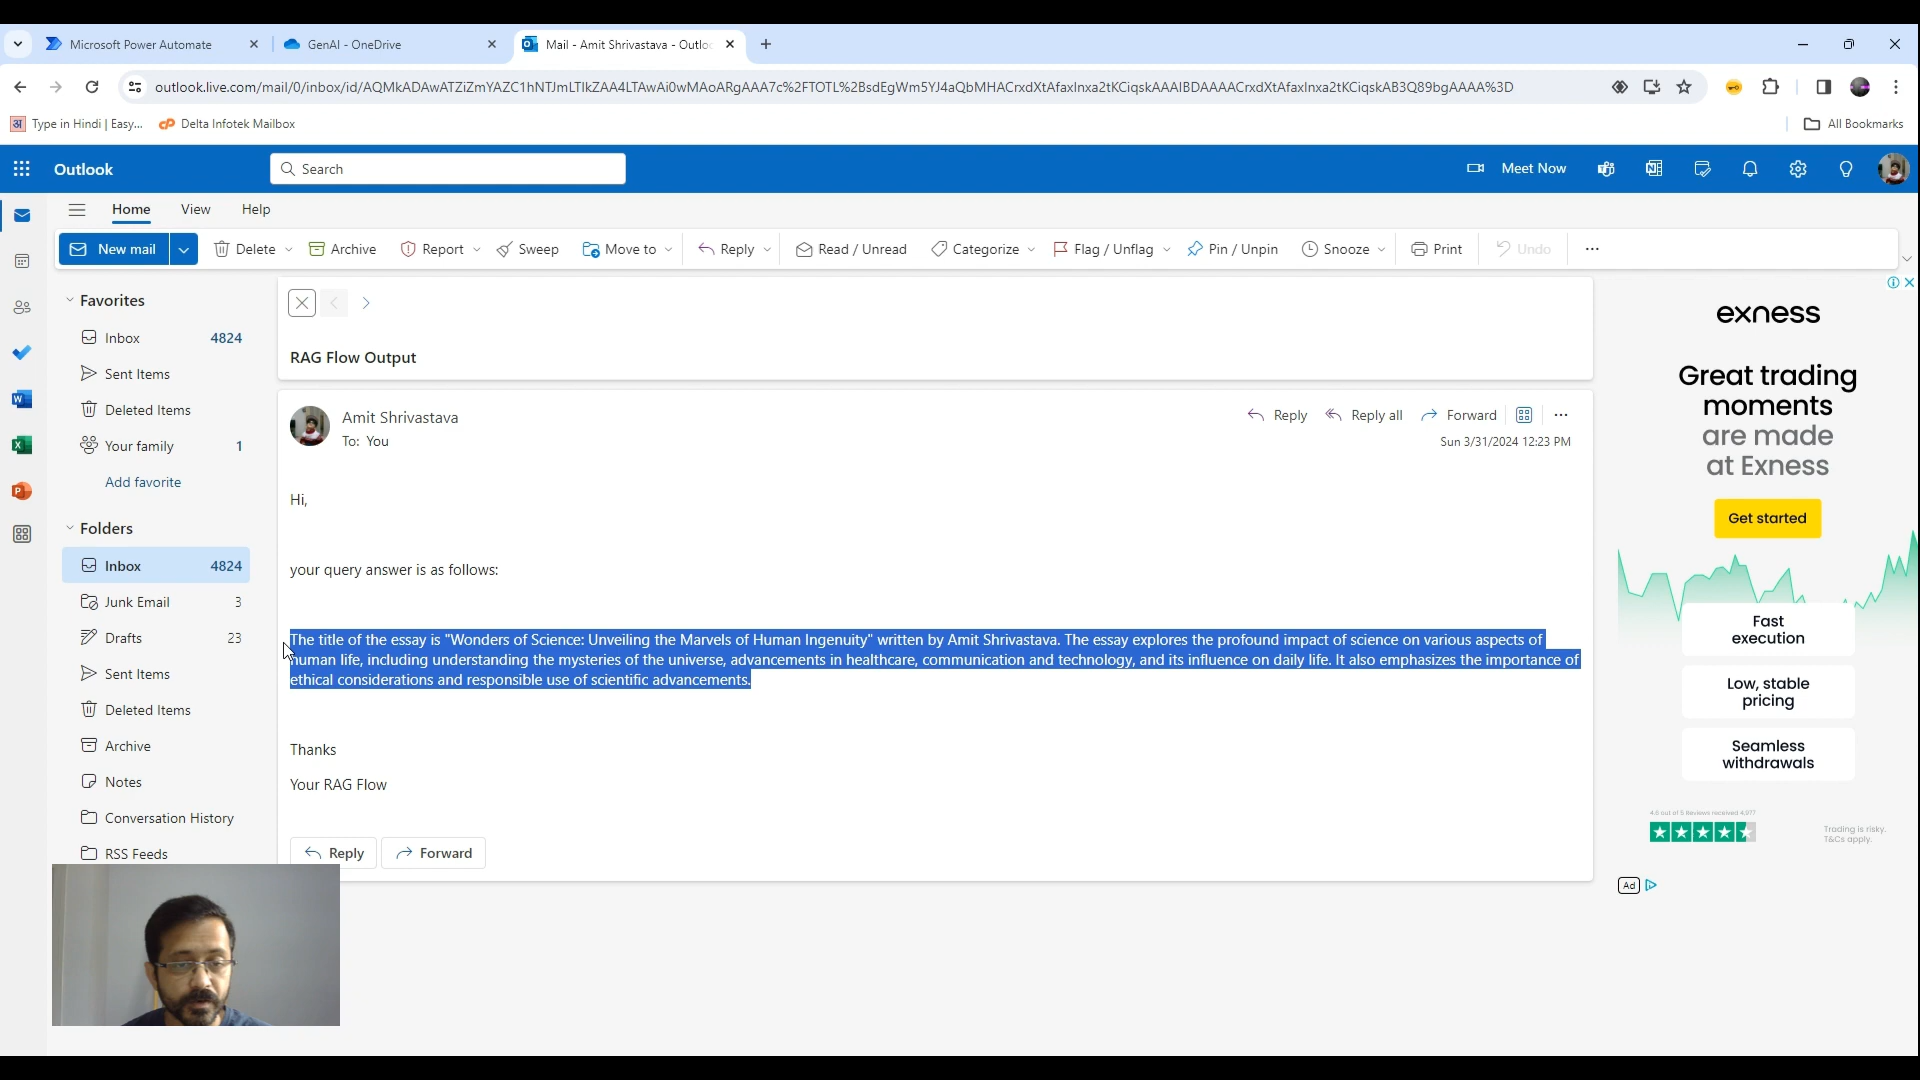 Microsoft Power Automate
GenAI - OneDrive
Mail - Amit Shrivastava - Outlo
outlook.live.com/mail/0/inbox/id/AQMkADAwATZiZmYAZC1hNTJmLTlkZAA4LTAwAi0wMAoARgAAA7c%2FTOTL%2BsdEgWm5YJ4aQbMHACrxdXtAfaxInxa2tKCiqskAAAIBDAAAACrxdXtAfaxInxa2tKCiqskAB3Q89bgAAAA%3D
अ Type in Hindi | Easy...
Delta Infotek Mailbox
All Bookmarks
Outlook
Search
Meet Now
Home
View
Help
New mail
Delete
Archive
Report
Sweep
Move to
Reply
Read / Unread
Categorize
Flag / Unflag
Pin / Unpin
Snooze
Print
Undo
Favorites
Inbox 4824
Sent Items
Deleted Items
Your family 1
Add favorite
Folders
Inbox 4824
Junk Email 3
Drafts 23
Sent Items
Deleted Items
Archive
Notes
Conversation History
RSS Feeds
RAG Flow Output
Amit Shrivastava
To: You
Reply
Reply all
Forward
Sun 3/31/2024 12:23 PM
Hi,
your query answer is as follows:
The title of the essay is "Wonders of Science: Unveiling the Marvels of Human Ingenuity" written by Amit Shrivastava. The essay explores the profound impact of science on various aspects of
human life, including understanding the mysteries of the universe, advancements in healthcare, communication and technology, and its influence on daily life. It also emphasizes the importance of
ethical considerations and responsible use of scientific advancements.
Thanks
Your RAG Flow
Reply
Forward
exness
Great trading
moments
are made
at Exness
Get started
Fast
execution
Low, stable
pricing
Seamless
withdrawals
4.6 out of 5 Reviews received 4,977
Trading is risky.
T&Cs apply.
Ad